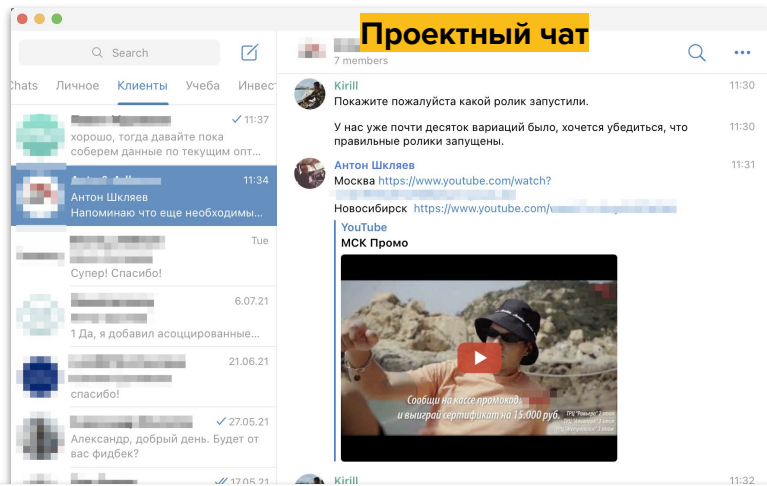 Проектный чат
Search
7 members
Chats Личное Клиенты Учеба Инвес
11:37
хорошо, тогда давайте пока
соберем данные по текущим опт...
11:34
Антон Шкляев
Напоминаю что еще необходимы...
Tue
Супер! Спасибо!
6.07.21
1 Да, я добавил асоциированные...
21.06.21
спасибо!
27.05.21
Александр, добрый день. Будет от
вас фидбек?
17.05.21
Kirill 11:30
Покажите пожалуйста какой ролик запустили.
У нас уже почти десяток вариаций было, хочется убедиться, что 11:30
правильные ролики запущены.
Антон Шкляев 11:31
Москва https://www.youtube.com/watch?
Новосибирск https://www.youtube.com/
YouTube
МСК Промо
Сообщи на кассе промокод
и выиграй сертификат на 15.000 руб.
Kirill 11:32